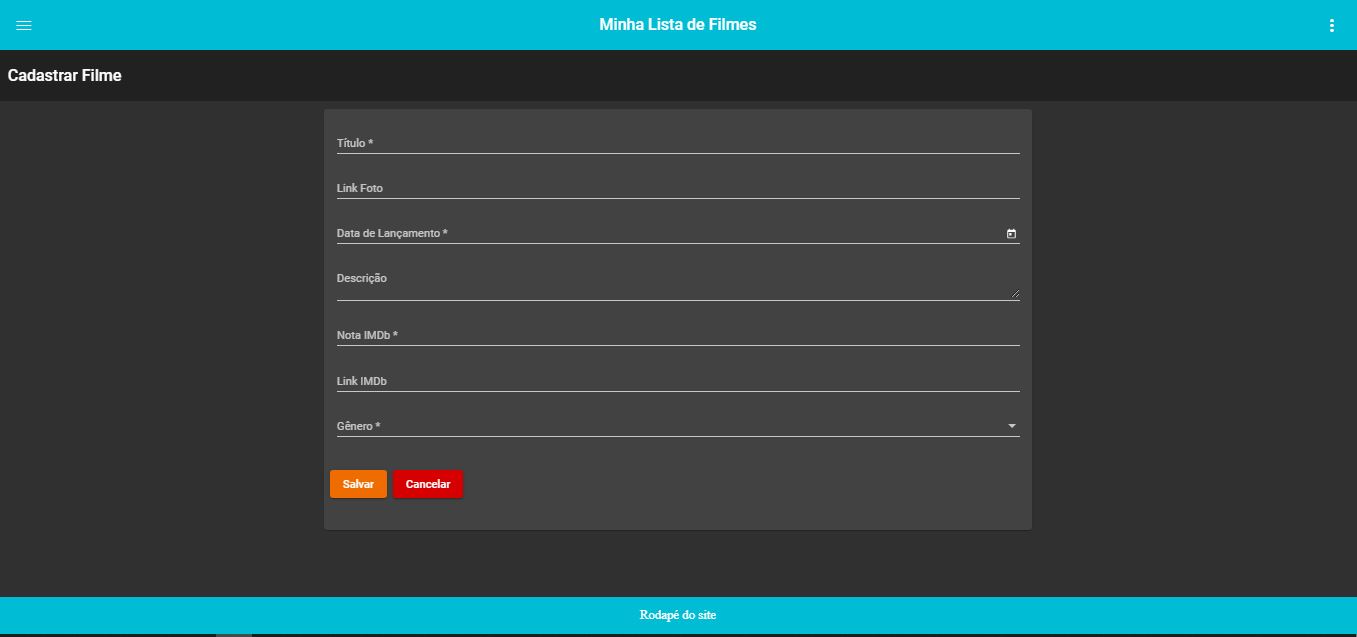 Minha Lista de Filmes
Cadastrar Filme
Título *
Link Foto
Data de Lançamento *
Descrição
Nota IMDb *
Link IMDb
Gênero *
Salvar Cancelar
Rodapé do site